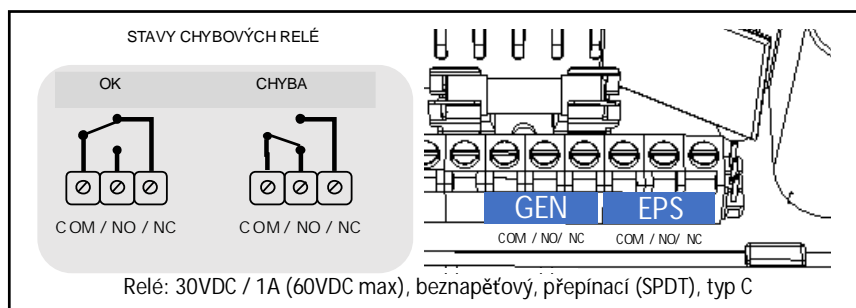 STAVY CHYBOVÝCH RELÉ
OK CHYBA
COM / NO / NC COM / NO / NC
GEN EPS
COM / NO/ NC COM / NO/ NC
Relé: 30VDC / 1A (60VDC max), beznapěťový, přepínací (SPDT), typ C